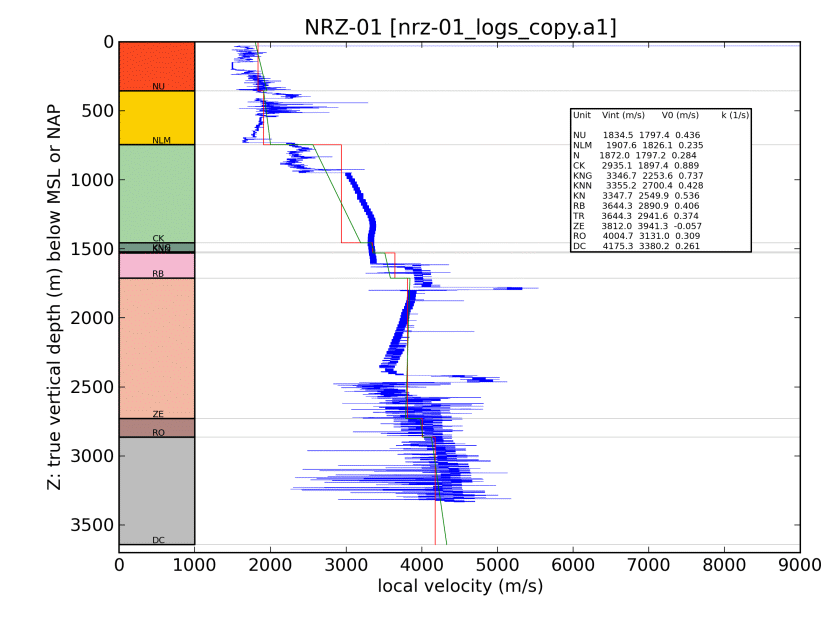 NRZ-01 [nrz-01_logs_copy.a1]
0
500
1000
1500
2000
2500
3000
3500
Z: true vertical depth (m) below MSL or NAP
NU
NLM
CK
RB
ZE
RO
DC
Unit Vint (m/s) V0 (m/s) k (1/s)
NU 1834.5 1797.4 0.436
NLM 1907.6 1826.1 0.235
N 1872.0 1797.2 0.284
CK 2935.1 1897.4 0.889
KNG 3346.7 2253.6 0.737
KNN 3355.2 2700.4 0.428
KN 3347.7 2549.9 0.536
RB 3644.3 2890.9 0.406
TR 3644.3 2941.6 0.374
ZE 3812.0 3941.3 -0.057
RO 4004.7 3131.0 0.309
DC 4175.3 3380.2 0.261
0 1000 2000 3000 4000 5000 6000 7000 8000 9000
local velocity (m/s)